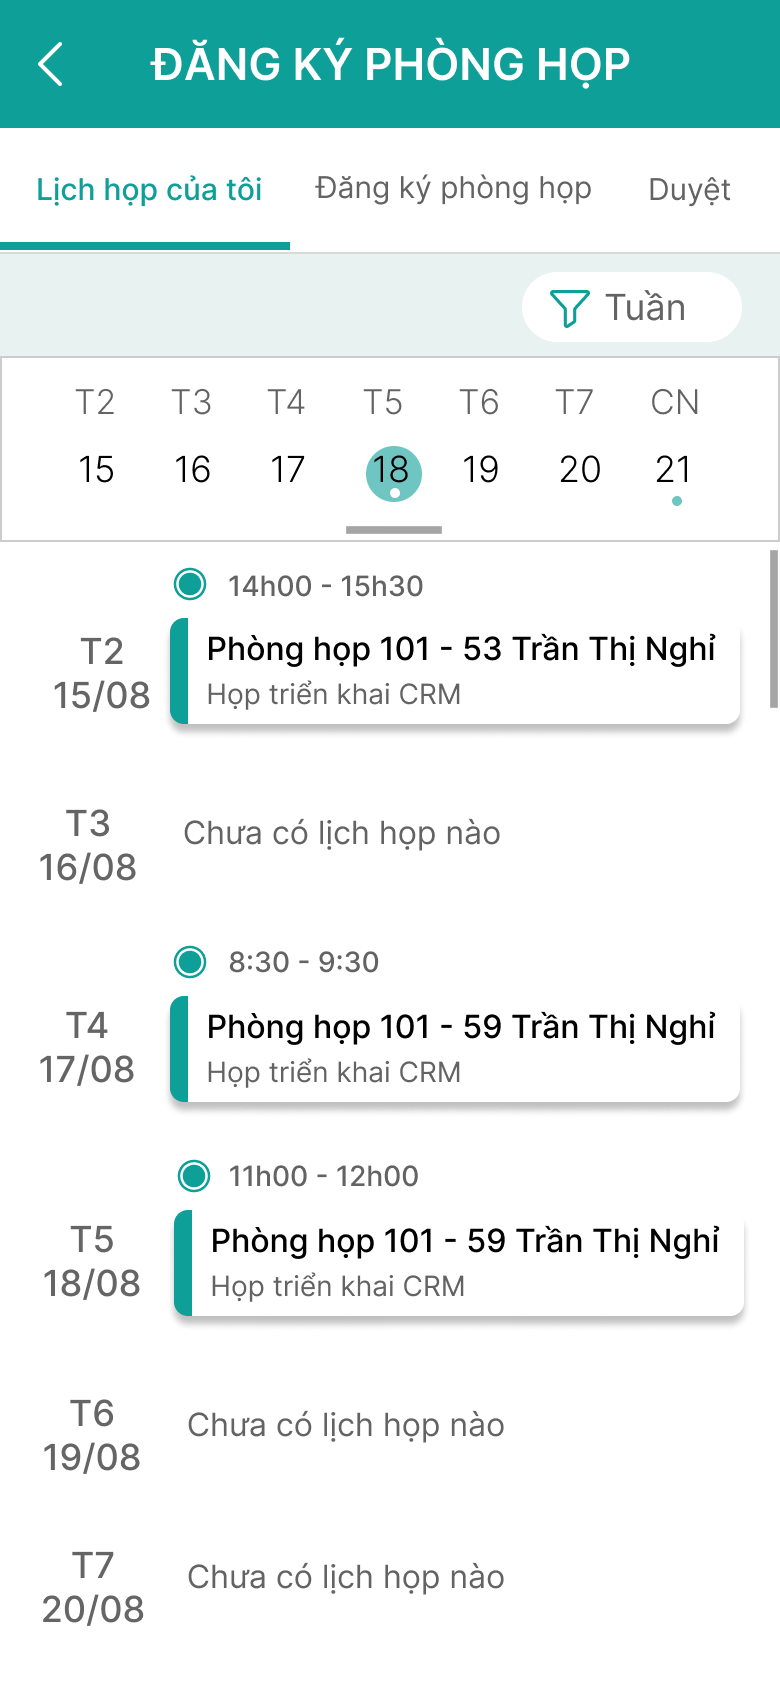 ĐĂNG KÝ PHÒNG HỌP
Lịch họp của tôi Đăng ký phòng họp Duyệt
Tuần
T2 T3 T4 T5 T6 T7 CN
15 16 17 18 19 20 21
14h00 - 15h30
T2
15/08
Phòng họp 101 - 53 Trần Thị Nghỉ
Họp triển khai CRM
T3
16/08
Chưa có lịch họp nào
8:30 - 9:30
T4
17/08
Phòng họp 101 - 59 Trần Thị Nghỉ
Họp triển khai CRM
11h00 - 12h00
T5
18/08
Phòng họp 101 - 59 Trần Thị Nghỉ
Họp triển khai CRM
T6
19/08
Chưa có lịch họp nào
T7
20/08
Chưa có lịch họp nào